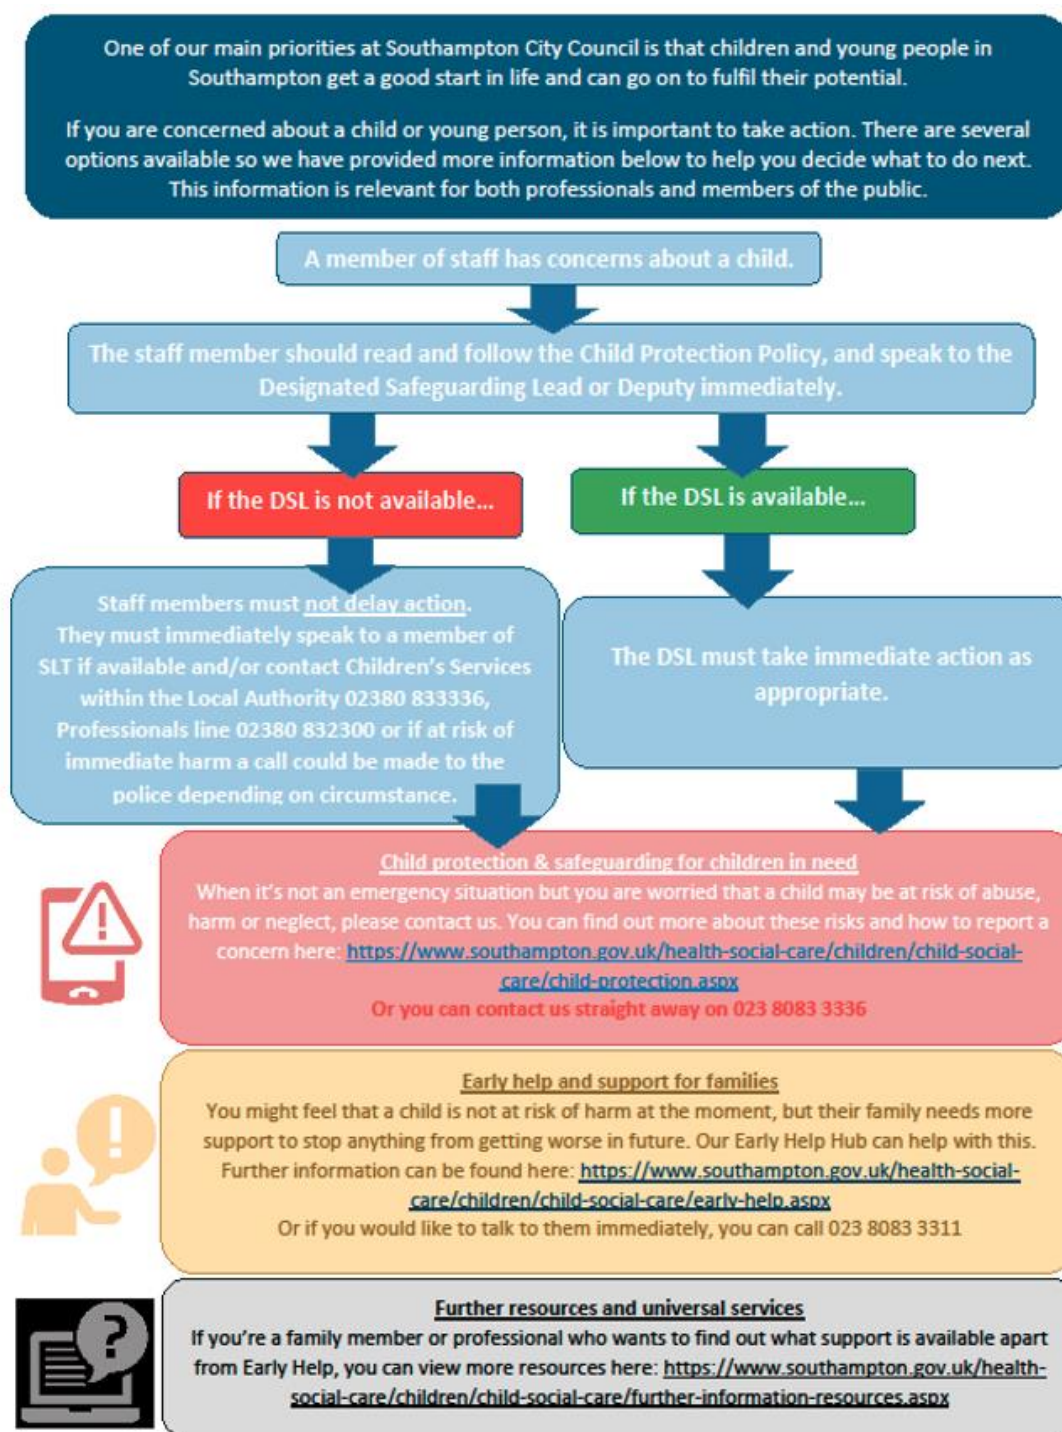 One of our main priorities at Southampton City Council is that children and young people in
Southampton get a good start in life and can go on to fulfil their potential.
If you are concerned about a child or young person, it is important to take action. There are several
options available so we have provided more information below to help you decide what to do next.
This information is relevant for both professionals and members of the public.
A member of staff has concerns about a child.
The staff member should read and follow the Child Protection Policy, and speak to the
Designated Safeguarding Lead or Deputy immediately.
If the DSL is not available...
If the DSL is available...
Staff members must not delay action.
They must immediately speak to a member of
SLT if available and/or contact Children's Services
within the Local Authority 02380 833336,
Professionals line 02380 832300 or if at risk of
immediate harm a call could be made to the
police depending on circumstance.
The DSL must take immediate action as
appropriate.
Child protection & safeguarding for children in need
When it's not an emergency situation but you are worried that a child may be at risk of abuse,
harm or neglect, please contact us. You can find out more about these risks and how to report a
concern here: https://www.southampton.gov.uk/health-social-care/children/child-social-
care/child-protection.aspx
Or you can contact us straight away on 023 8083 3336
Early help and support for families
You might feel that a child is not at risk of harm at the moment, but their family needs more
support to stop anything from getting worse in future. Our Early Help Hub can help with this.
Further information can be found here: https://www.southampton.gov.uk/health-social-
care/children/child-social-care/early-help.aspx
Or if you would like to talk to them immediately, you can call 023 8083 3311
Further resources and universal services
If you're a family member or professional who wants to find out what support is available apart
from Early Help, you can view more resources here: https://www.southampton.gov.uk/health-
social-care/children/child-social-care/further-information-resources.aspx